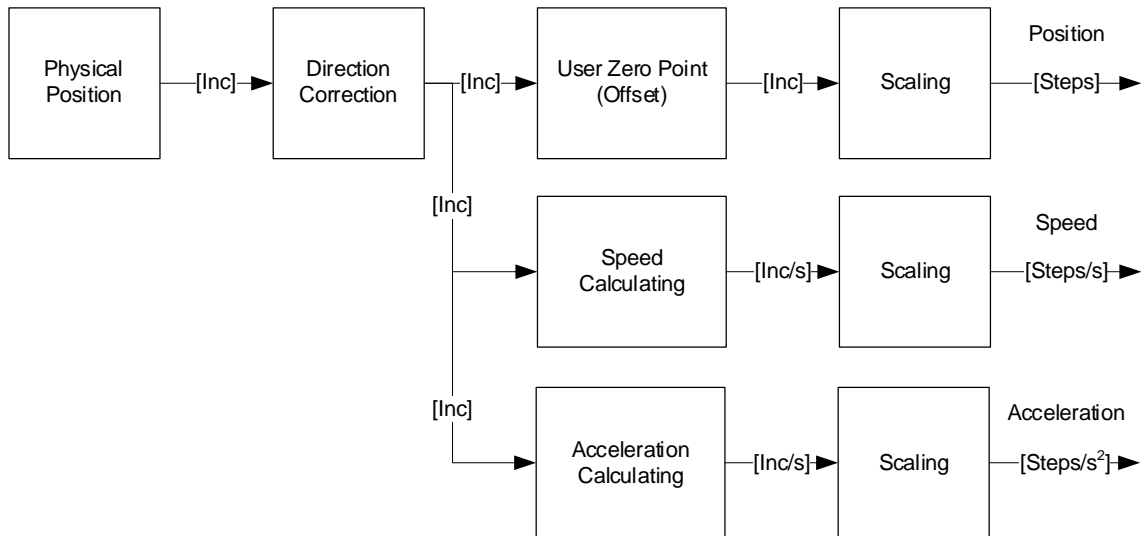 Physical
Position
[Inc]
Direction
Correction
[Inc]
User Zero Point
(Offset)
[Inc]
Scaling
Position
[Steps]
[Inc]
Speed
Calculating
[Inc/s]
Scaling
Speed
[Steps/s]
[Inc]
Acceleration
Calculating
[Inc/s]
Scaling
Acceleration
[Steps/s²]